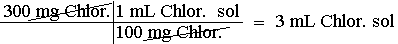 300 mg Chlor. 1 mL Chlor. sol = 3 mL Chlor. sol
100 mg Chlor.